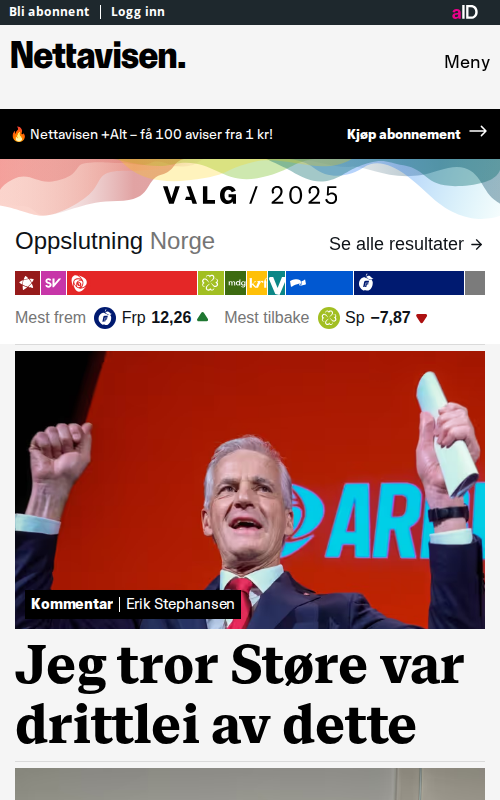 Bli abonnent | Logg inn
aID
Nettavisen.
Meny
🔥 Nettavisen +Alt – få 100 aviser fra 1 kr!
Kjøp abonnement →
VALG / 2025
Oppslutning Norge
Se alle resultater →
SV mdg krf V
Mest frem Frp 12,26 ▲ Mest tilbake Sp −7,87 ▼
AR
Kommentar | Erik Stephansen
Jeg tror Støre var
drittlei av dette